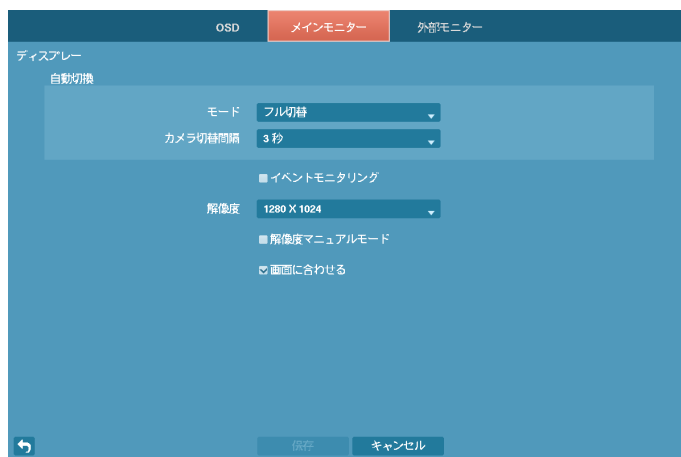 OSD メインモニター 外部モニター
ディスプレー
自動切換
モード フル切替
カメラ切替間隔 3 秒
イベントモニタリング
解像度 1280 X 1024
解像度マニュアルモード
画面に合わせる
保存 キャンセル